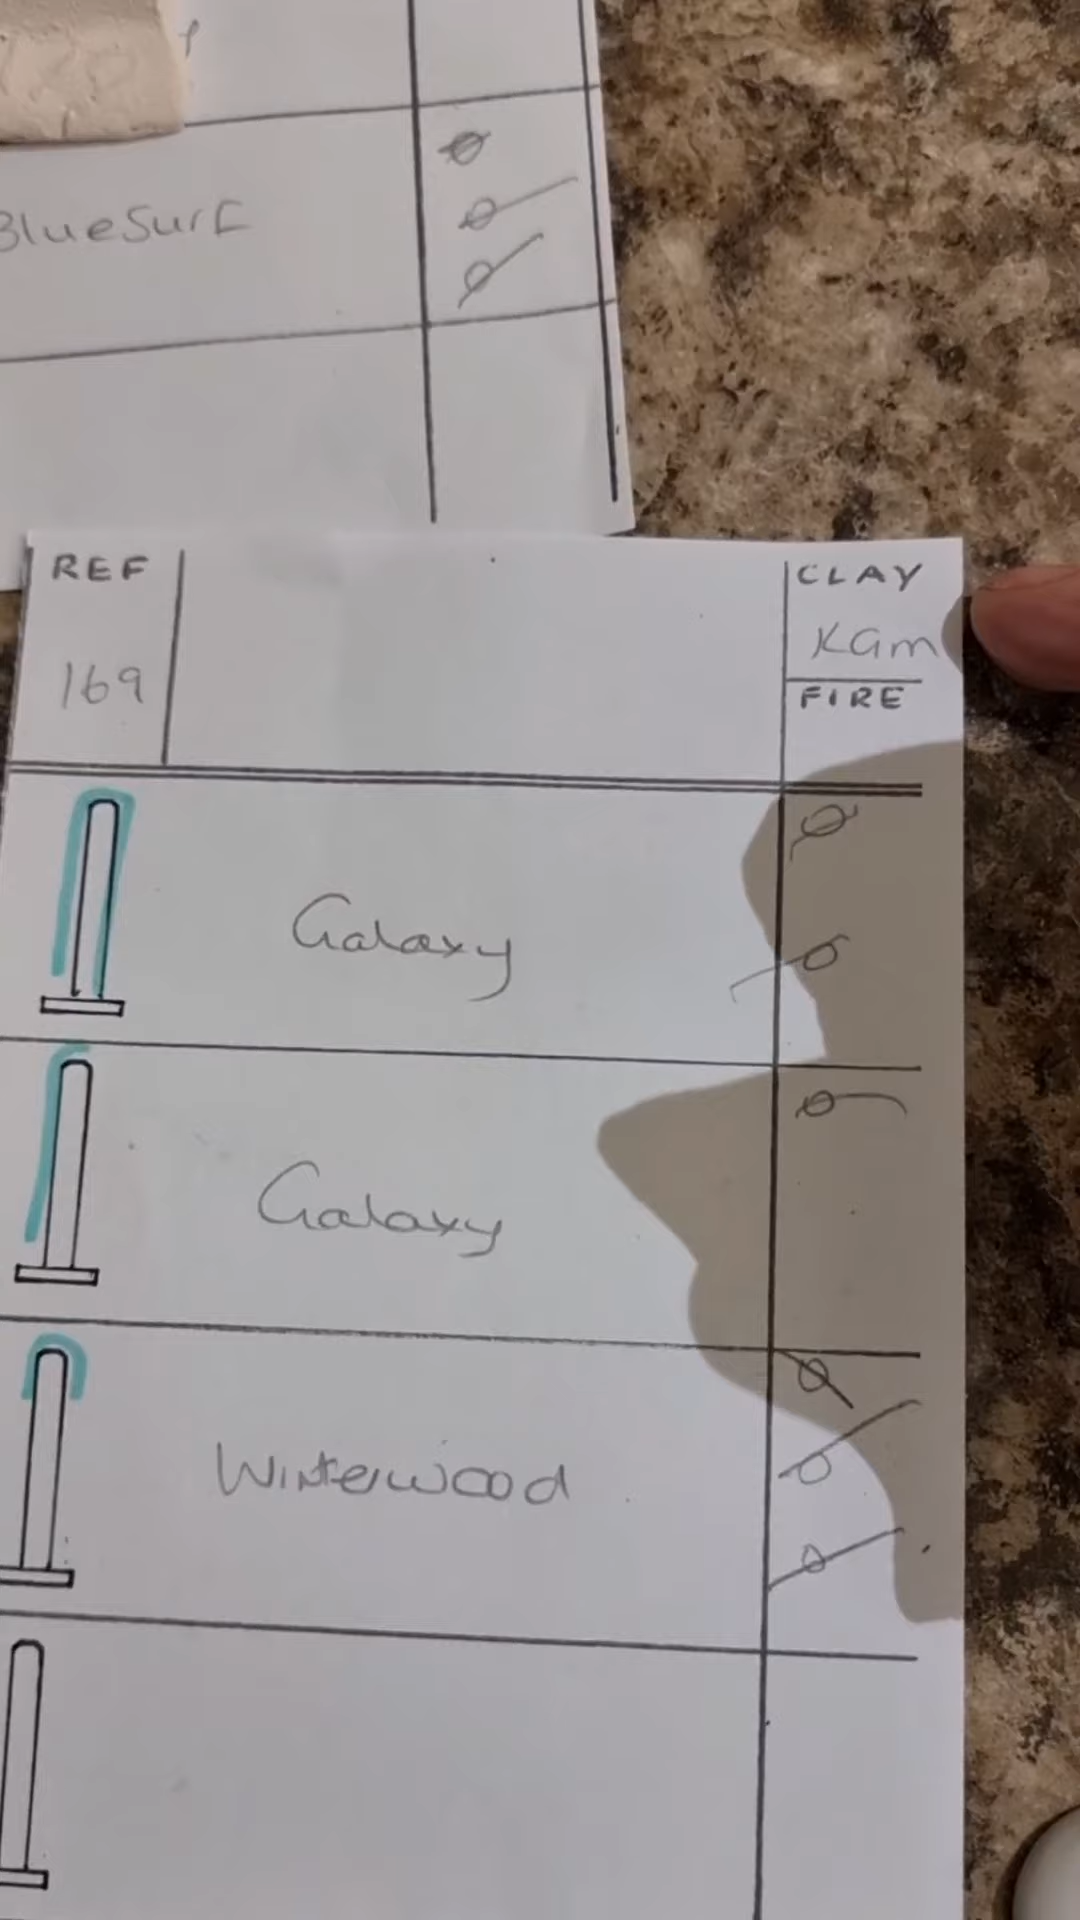 BlueSurf
REF
169
CLAY
KGm
FIRE
Galaxy
Galaxy
Winterwood